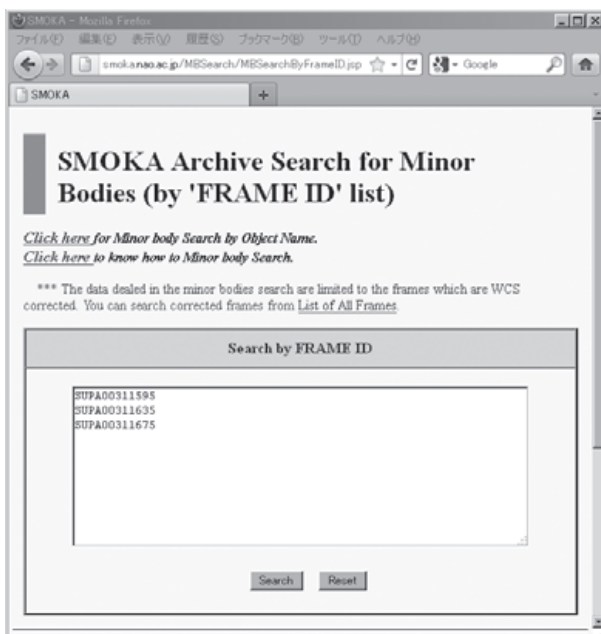 SMOKA - Mozilla Firefox
ファイル(F) 編集(E) 表示(V) 履歴(S) ブックマーク(B) ツール(T) ヘルプ(H)
smoka.nao.ac.jp/MBSearch/MBSearchByFrameID.jsp Google
SMOKA
SMOKA Archive Search for Minor
Bodies (by 'FRAME ID' list)
Click here for Minor body Search by Object Name.
Click here to know how to Minor body Search.
*** The data dealed in the minor bodies search are limited to the frames which are WCS
corrected. You can search corrected frames from List of All Frames.
Search by FRAME ID
SUPA00311595
SUPA00311635
SUPA00311675
Search Reset